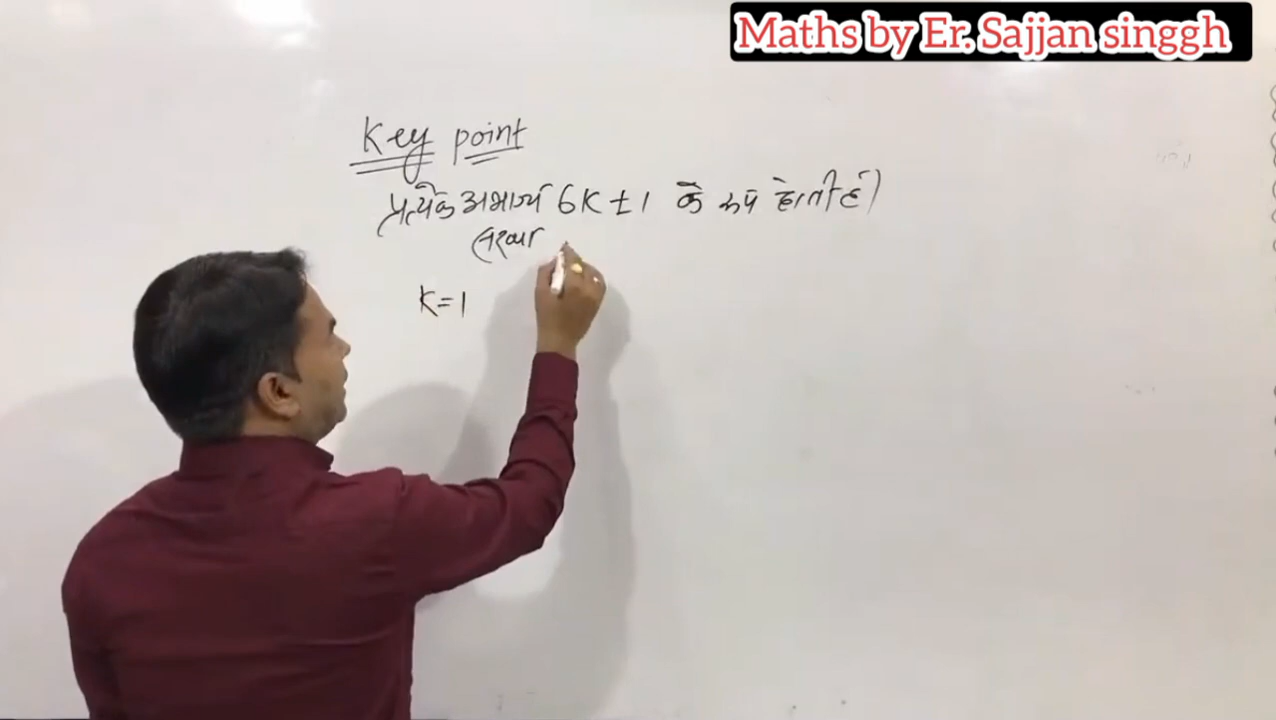 Maths by Er. Sajjan singgh
Key point
प्रत्येक अभाज्य 6K ± 1 के रूप होती है।
संख्या
K = 1